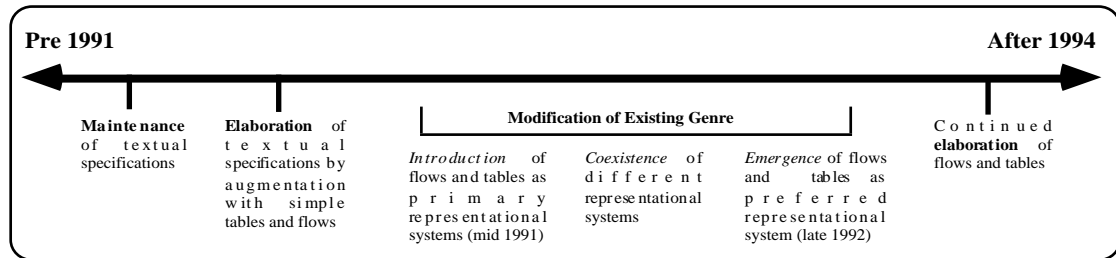 Pre 1991
After 1994
Maintenance
of textual
specifications
Elaboration of
textual
specifications by
augmentation
with simple
tables and flows
Modification of Existing Genre
Introduction of
flows and tables as
primary
representational
systems (mid 1991)
Coexistence of
different
representational
systems
Emergence of flows
and tables as
preferred
representational
system (late 1992)
Continued
elaboration of
flows and tables